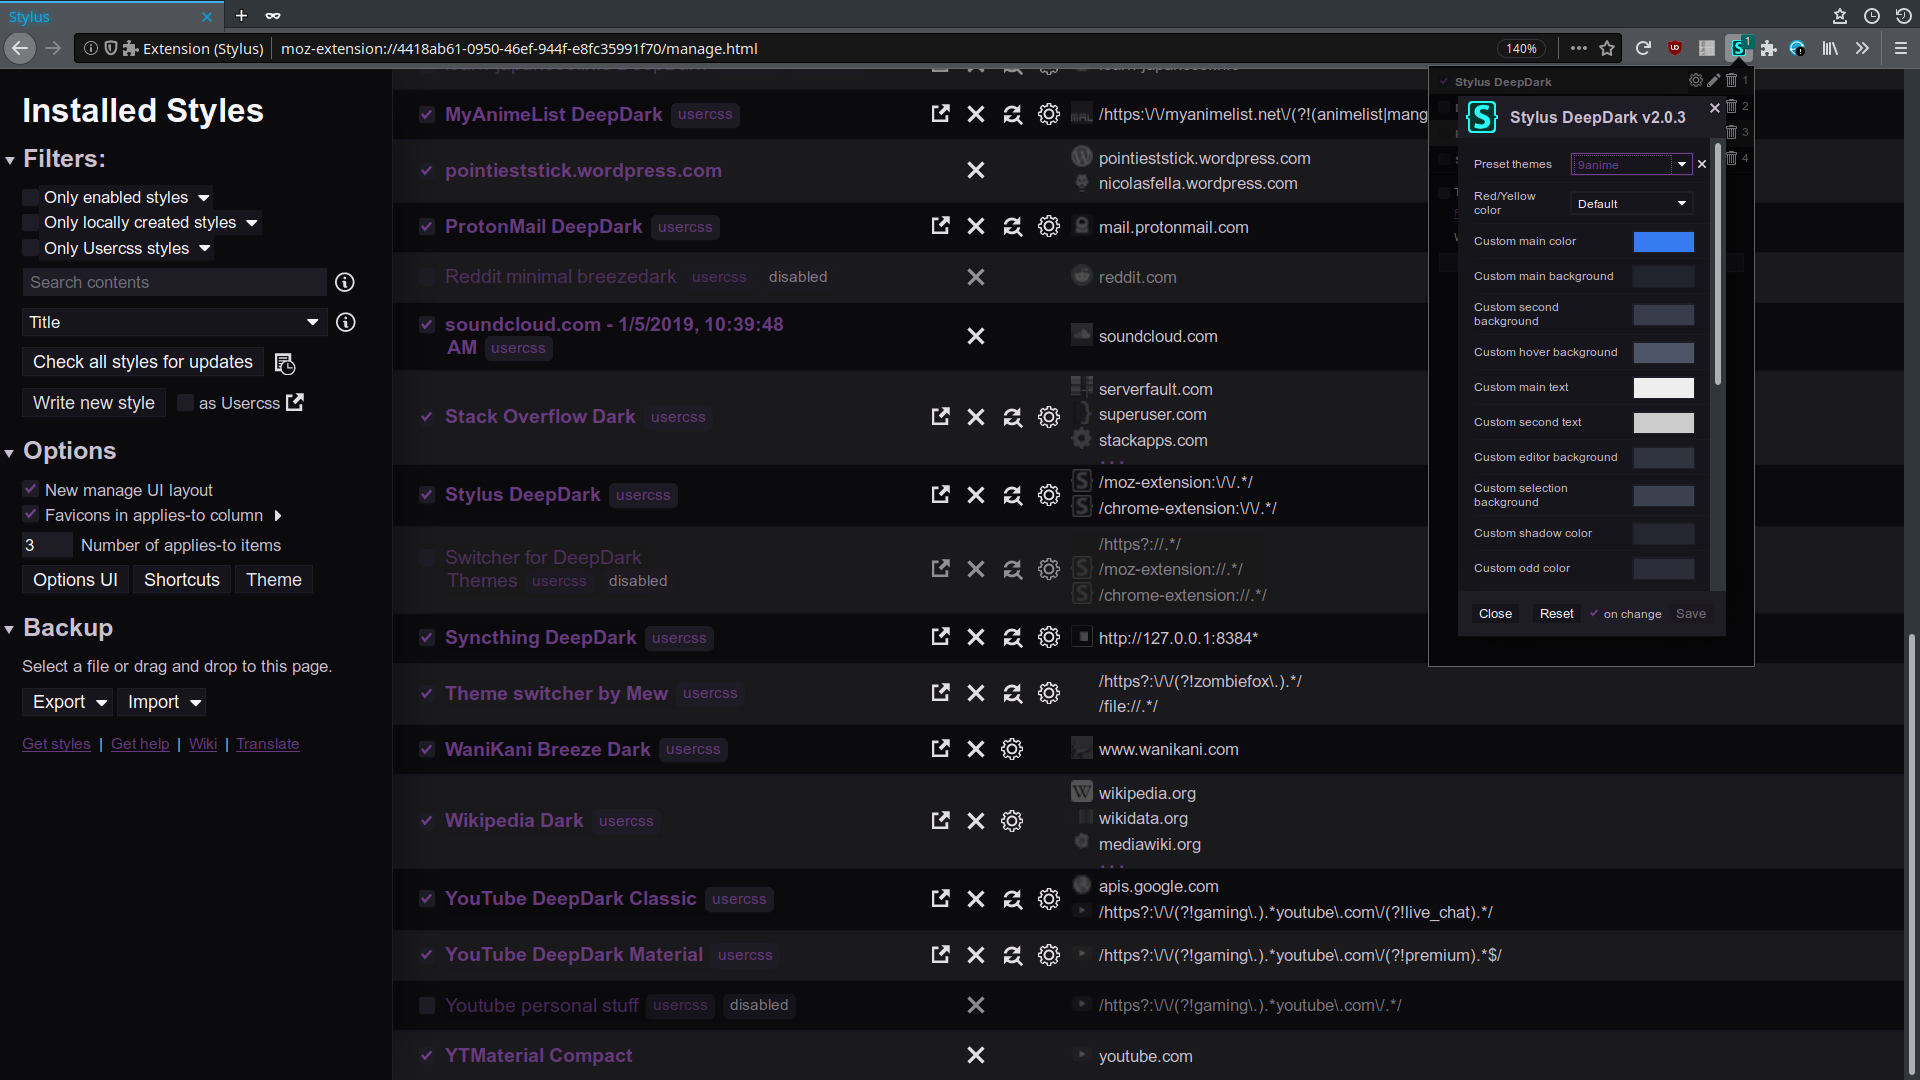 Stylus
Extension (Stylus)
moz-extension://4418ab61-0950-46ef-944f-e8fc35991f70/manage.html
140%
1
Installed Styles
Filters:
Only enabled styles
Only locally created styles
Only Usercss styles
Search contents
Title
Check all styles for updates
Write new style
as Usercss
Options
New manage UI layout
Favicons in applies-to column
3 Number of applies-to items
Options UI Shortcuts Theme
Backup
Select a file or drag and drop to this page.
Export Import
Get styles | Get help | Wiki | Translate
MyAnimeList DeepDark usercss /https:\/\/myanimelist.net\/(?!(animelist|mang
pointieststick.wordpress.com
pointieststick.wordpress.com
nicolasfella.wordpress.com
ProtonMail DeepDark usercss mail.protonmail.com
Reddit minimal breezedark usercss disabled reddit.com
soundcloud.com - 1/5/2019, 10:39:48
AM usercss
soundcloud.com
Stack Overflow Dark usercss
serverfault.com
superuser.com
stackapps.com
...
Stylus DeepDark usercss
/moz-extension:\/\/.*/
/chrome-extension:\/\/.*/
Switcher for DeepDark
Themes usercss disabled
/https?://.*/
/moz-extension://.*/
/chrome-extension://.*/
Syncthing DeepDark usercss http://127.0.0.1:8384*
Theme switcher by Mew usercss
/https?:\/\/(?!zombiefox\.).*/
/file://.*/
WaniKani Breeze Dark usercss www.wanikani.com
Wikipedia Dark usercss
wikipedia.org
wikidata.org
mediawiki.org
...
YouTube DeepDark Classic usercss
apis.google.com
/https?:\/\/(?!gaming\.).*youtube\.com\/(?!live_chat).*/
YouTube DeepDark Material usercss /https?:\/\/(?!gaming\.).*youtube\.com\/(?!premium).*$/
Youtube personal stuff usercss disabled /https?:\/\/(?!gaming\.).*youtube\.com\/.*/
YTMaterial Compact youtube.com
Stylus DeepDark 1
2
3
4
Stylus DeepDark v2.0.3
Preset themes 9anime
Red/Yellow
color
Default
Custom main color
Custom main background
Custom second
background
Custom hover background
Custom main text
Custom second text
Custom editor background
Custom selection
background
Custom shadow color
Custom odd color
Close Reset on change Save